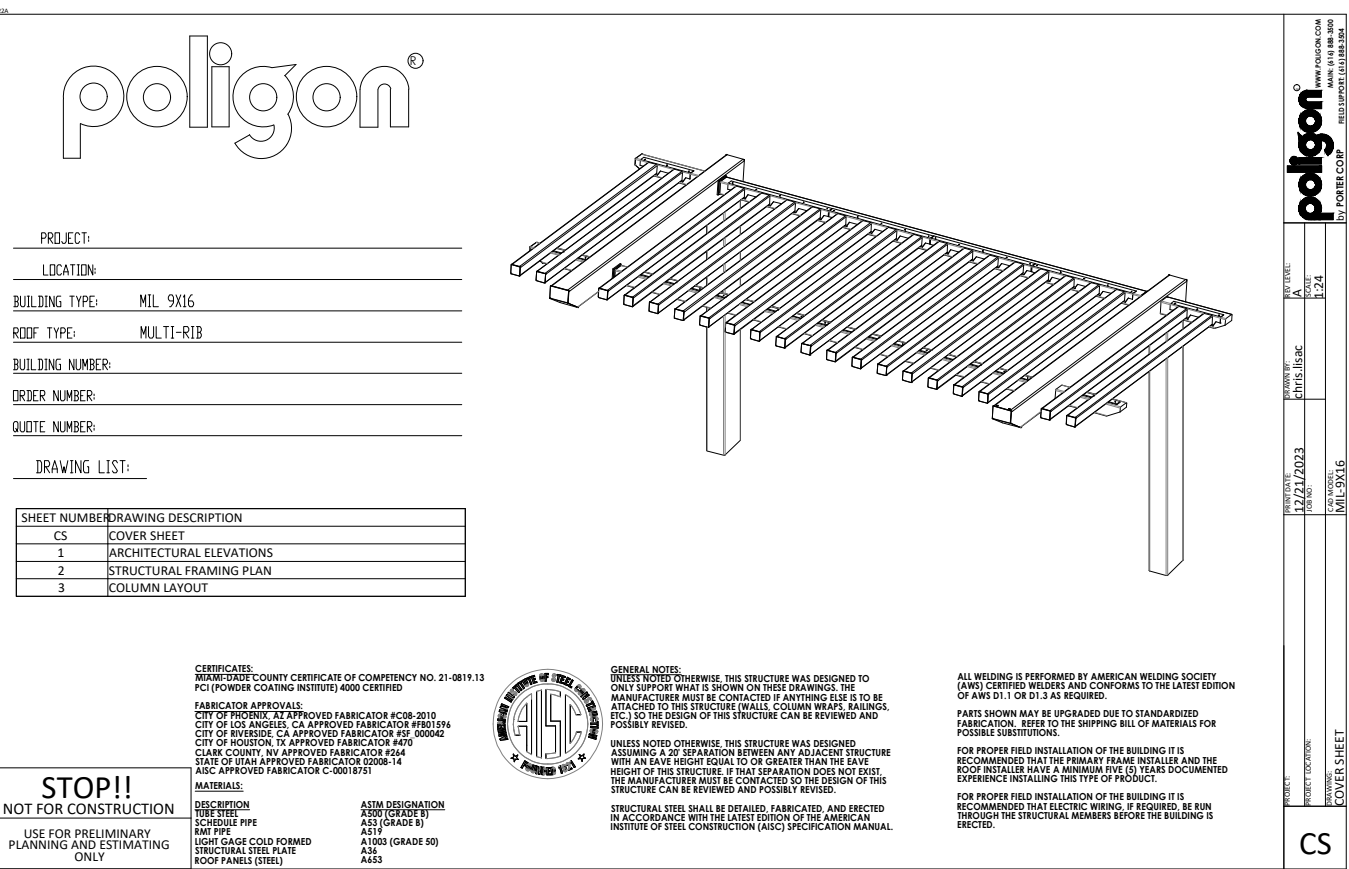 poligon®
PROJECT:
LOCATION:
BUILDING TYPE: MIL 9X16
ROOF TYPE: MULTI-RIB
BUILDING NUMBER:
ORDER NUMBER:
QUOTE NUMBER:
DRAWING LIST:
SHEET NUMBER DRAWING DESCRIPTION
CS COVER SHEET
1 ARCHITECTURAL ELEVATIONS
2 STRUCTURAL FRAMING PLAN
3 COLUMN LAYOUT
STOP!!
NOT FOR CONSTRUCTION
USE FOR PRELIMINARY
PLANNING AND ESTIMATING
ONLY
CERTIFICATES:
MIAMI-DADE COUNTY CERTIFICATE OF COMPETENCY NO. 21-0819.13
PCI (POWDER COATING INSTITUTE) 4000 CERTIFIED
FABRICATOR APPROVALS:
CITY OF PHOENIX, AZ APPROVED FABRICATOR #C08-2010
CITY OF LOS ANGELES, CA APPROVED FABRICATOR #FB01596
CITY OF RIVERSIDE, CA APPROVED FABRICATOR #SF_000042
CITY OF HOUSTON, TX APPROVED FABRICATOR #470
CLARK COUNTY, NV APPROVED FABRICATOR #264
STATE OF UTAH APPROVED FABRICATOR 02008-14
AISC APPROVED FABRICATOR C-00018751
MATERIALS:
DESCRIPTION ASTM DESIGNATION
TUBE STEEL A500 (GRADE B)
SCHEDULE PIPE A53 (GRADE B)
RMT PIPE A519
LIGHT GAGE COLD FORMED A1003 (GRADE 50)
STRUCTURAL STEEL PLATE A36
ROOF PANELS (STEEL) A653
AMERICAN INSTITUTE OF STEEL CONSTRUCTION
AISC
FOUNDED 1921
GENERAL NOTES:
UNLESS NOTED OTHERWISE, THIS STRUCTURE WAS DESIGNED TO
ONLY SUPPORT WHAT IS SHOWN ON THESE DRAWINGS. THE
MANUFACTURER MUST BE CONTACTED IF ANYTHING ELSE IS TO BE
ATTACHED TO THIS STRUCTURE (WALLS, COLUMN WRAPS, RAILINGS,
ETC.) SO THE DESIGN OF THIS STRUCTURE CAN BE REVIEWED AND
POSSIBLY REVISED.
UNLESS NOTED OTHERWISE, THIS STRUCTURE WAS DESIGNED
ASSUMING A 20' SEPARATION BETWEEN ANY ADJACENT STRUCTURE
WITH AN EAVE HEIGHT EQUAL TO OR GREATER THAN THE EAVE
HEIGHT OF THIS STRUCTURE. IF THAT SEPARATION DOES NOT EXIST,
THE MANUFACTURER MUST BE CONTACTED SO THE DESIGN OF THIS
STRUCTURE CAN BE REVIEWED AND POSSIBLY REVISED.
STRUCTURAL STEEL SHALL BE DETAILED, FABRICATED, AND ERECTED
IN ACCORDANCE WITH THE LATEST EDITION OF THE AMERICAN
INSTITUTE OF STEEL CONSTRUCTION (AISC) SPECIFICATION MANUAL.
ALL WELDING IS PERFORMED BY AMERICAN WELDING SOCIETY
(AWS) CERTIFIED WELDERS AND CONFORMS TO THE LATEST EDITION
OF AWS D1.1 OR D1.3 AS REQUIRED.
PARTS SHOWN MAY BE UPGRADED DUE TO STANDARDIZED
FABRICATION. REFER TO THE SHIPPING BILL OF MATERIALS FOR
POSSIBLE SUBSTITUTIONS.
FOR PROPER FIELD INSTALLATION OF THE BUILDING IT IS
RECOMMENDED THAT THE PRIMARY FRAME INSTALLER AND THE
ROOF INSTALLER HAVE A MINIMUM FIVE (5) YEARS DOCUMENTED
EXPERIENCE INSTALLING THIS TYPE OF PRODUCT.
FOR PROPER FIELD INSTALLATION OF THE BUILDING IT IS
RECOMMENDED THAT ELECTRIC WIRING, IF REQUIRED, BE RUN
THROUGH THE STRUCTURAL MEMBERS BEFORE THE BUILDING IS
ERECTED.
poligon
by PORTER CORP
WWW.POLIGON.COM
MAIN: (616) 888-3500
FIELD SUPPORT: (616) 888-3504
REV LEVEL:
A
SCALE:
1:24
DRAWN BY:
chris.lisac
PRINT DATE:
12/21/2023
JOB NO:
CAD MODEL:
MIL-9X16
PROJECT:
PROJECT LOCATION:
DRAWING:
COVER SHEET
CS